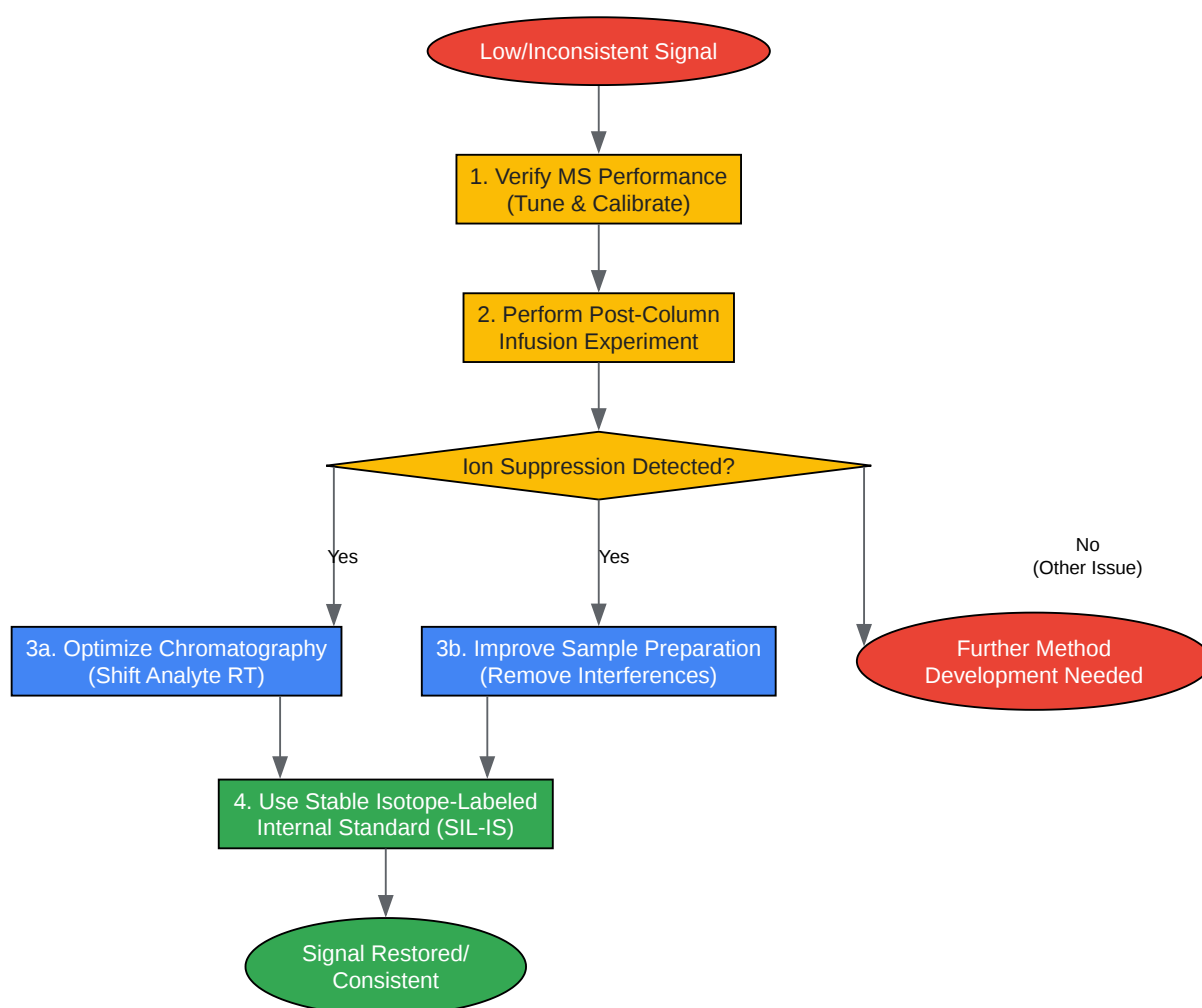 Low/Inconsistent Signal
1. Verify MS Performance
(Tune & Calibrate)
2. Perform Post-Column
Infusion Experiment
Ion Suppression Detected?
Yes
Yes
No
(Other Issue)
3a. Optimize Chromatography
(Shift Analyte RT)
3b. Improve Sample Preparation
(Remove Interferences)
Further Method
Development Needed
4. Use Stable Isotope-Labeled
Internal Standard (SIL-IS)
Signal Restored/
Consistent